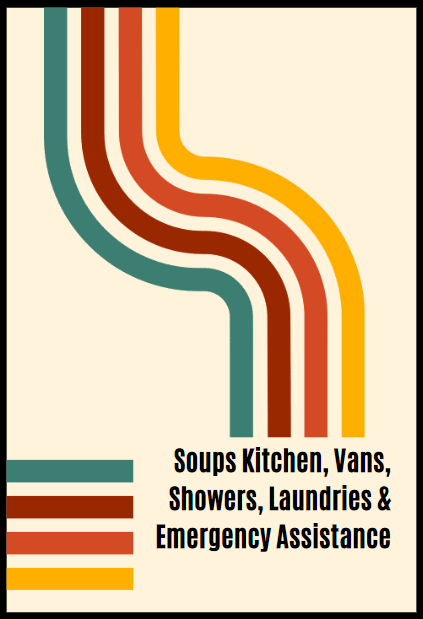 Soups Kitchen, Vans,
Showers, Laundries &
Emergency Assistance